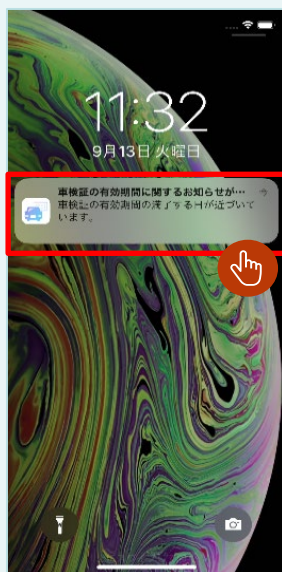 11:32
9月13日 火曜日
車検証の有効期間に関するお知らせが…
車検証の有効期間の満了する日が近づいて
います。